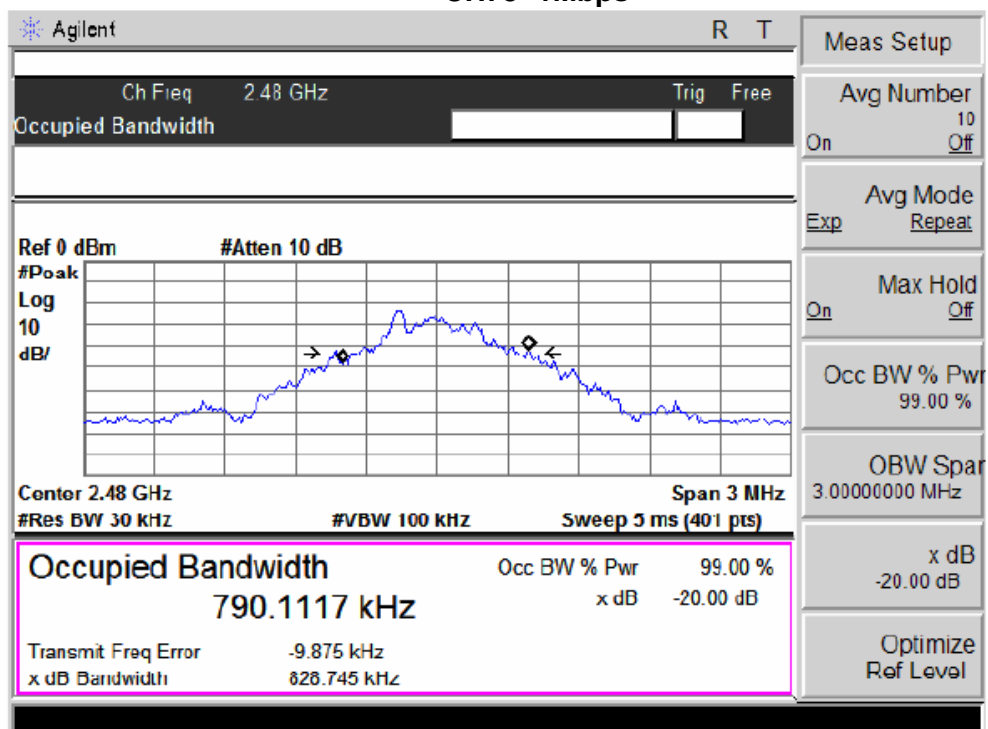 Agilent R T
Ch Freq 2.48 GHz Trig Free
Occupied Bandwidth
Ref 0 dBm #Atten 10 dB
#Peak
Log
10
dB/
Center 2.48 GHz Span 3 MHz
#Res BW 30 kHz #VBW 100 kHz Sweep 5 ms (401 pts)
Occupied Bandwidth Occ BW % Pwr 99.00 %
790.1117 kHz x dB -20.00 dB
Transmit Freq Error -9.875 kHz
x dB Bandwidth 828.745 kHz
Meas Setup
Avg Number
10
On Off
Avg Mode
Exp Repeat
Max Hold
On Off
Occ BW % Pwr
99.00 %
OBW Span
3.00000000 MHz
x dB
-20.00 dB
Optimize
Ref Level